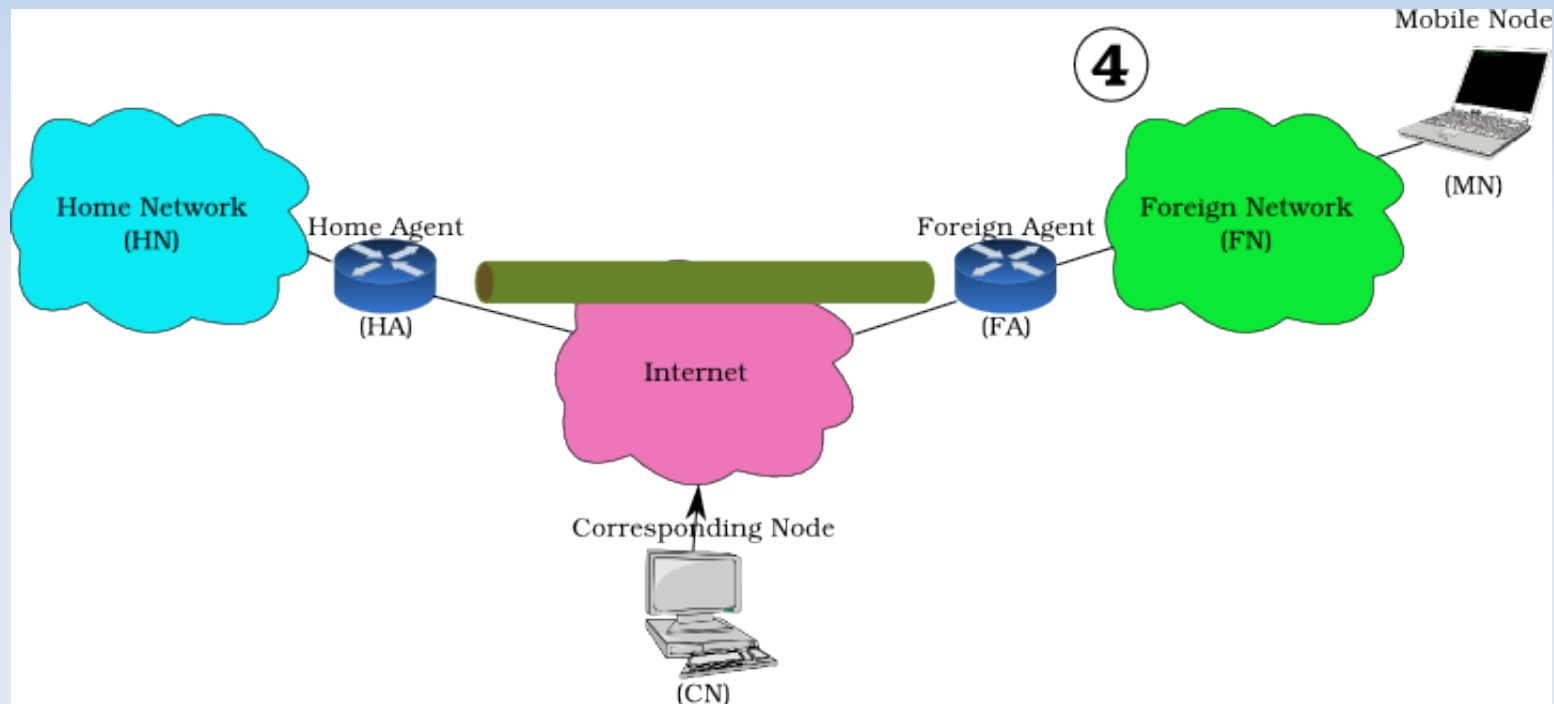 Mobile Node
4
(MN)
Home Network
(HN)
Home Agent
(HA)
Foreign Agent
(FA)
Foreign Network
(FN)
Internet
Corresponding Node
(CN)